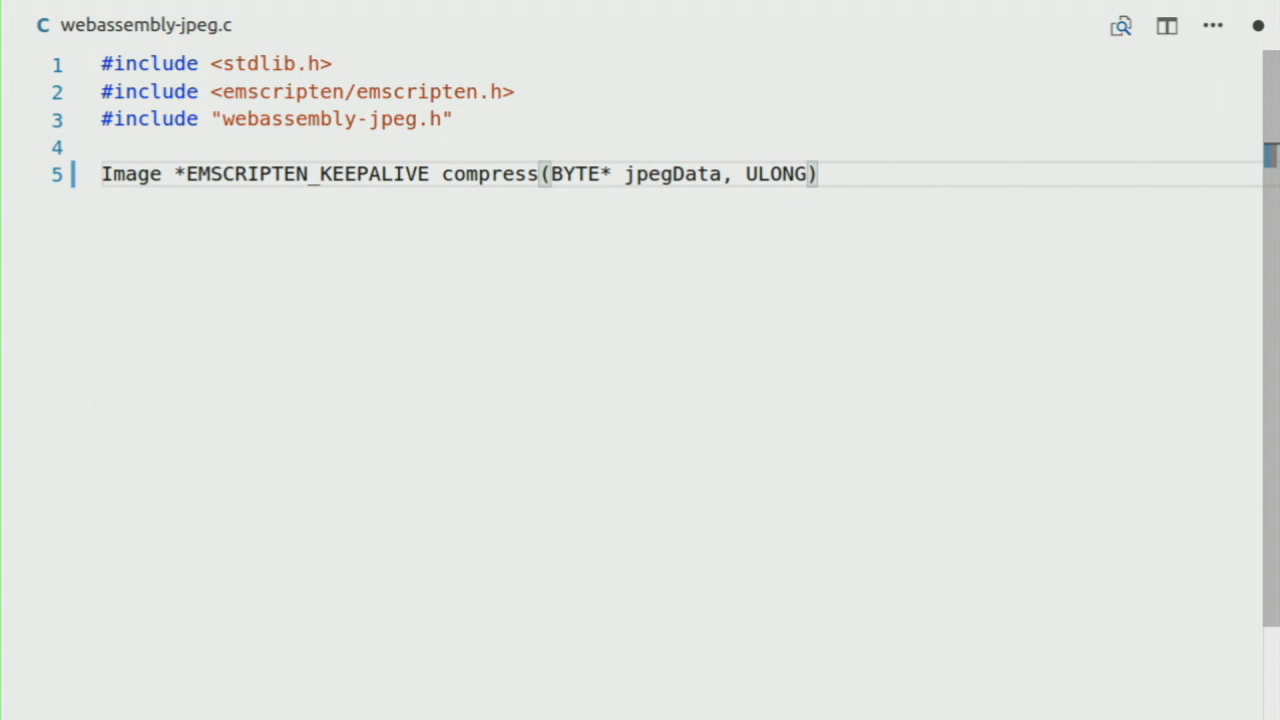 C webassembly-jpeg.c
1 #include <stdlib.h>
2 #include <emscripten/emscripten.h>
3 #include "webassembly-jpeg.h"
4
5 Image *EMSCRIPTEN_KEEPALIVE compress(BYTE* jpegData, ULONG)